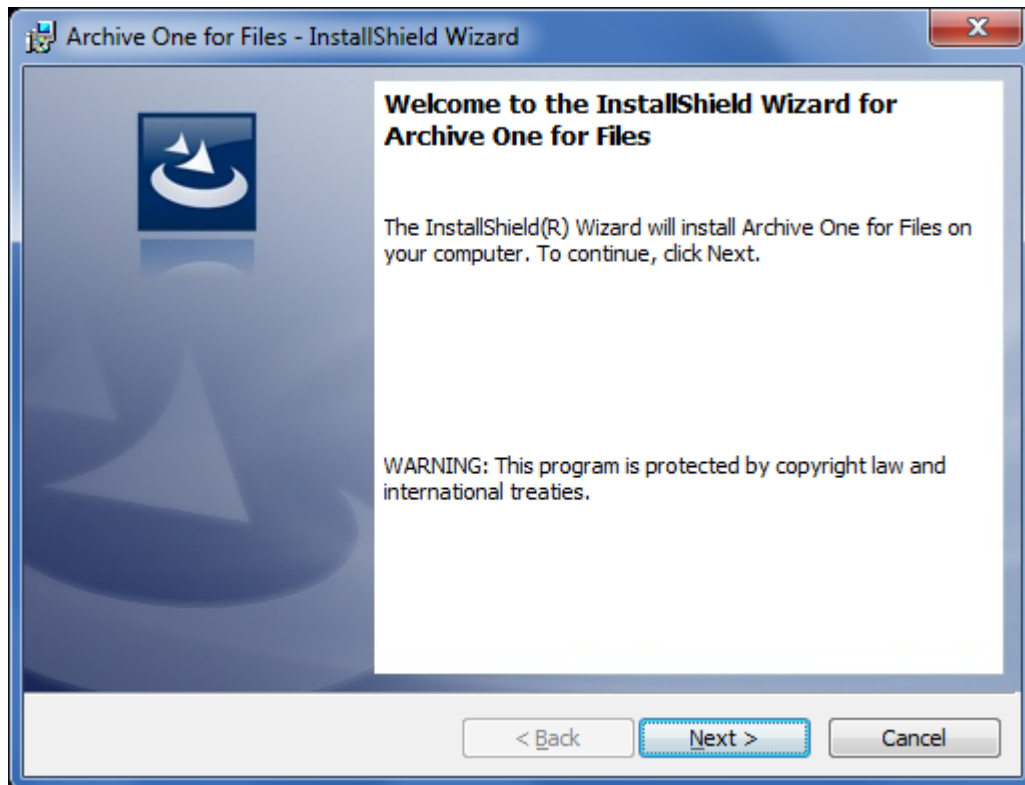 Archive One for Files - InstallShield Wizard
Welcome to the InstallShield Wizard for
Archive One for Files
The InstallShield(R) Wizard will install Archive One for Files on
your computer. To continue, click Next.
WARNING: This program is protected by copyright law and
international treaties.
< Back
Next >
Cancel